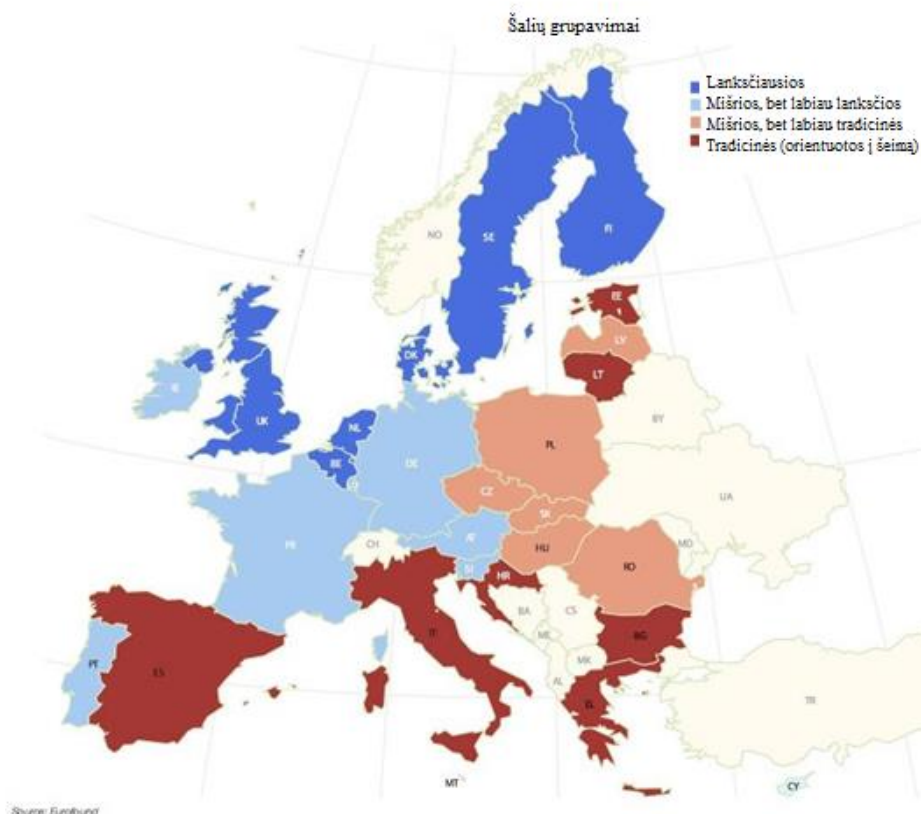 Šalių grupavimai
Lanksčiausios
Mišrios, bet labiau lanksčios
Mišrios, bet labiau tradicinės
Tradicinės (orientuotos į šeimą)
NO
SE
FI
EE
LV
LT
DK
IE
UK
NL
BE
DE
PL
BY
CZ
UA
SK
FR
CH
AT
HU
MD
SI
HR
RO
BA
CS
IT
ME
BG
PT
ES
MK
AL
EL
TR
MT
CY
Source: Eurofound